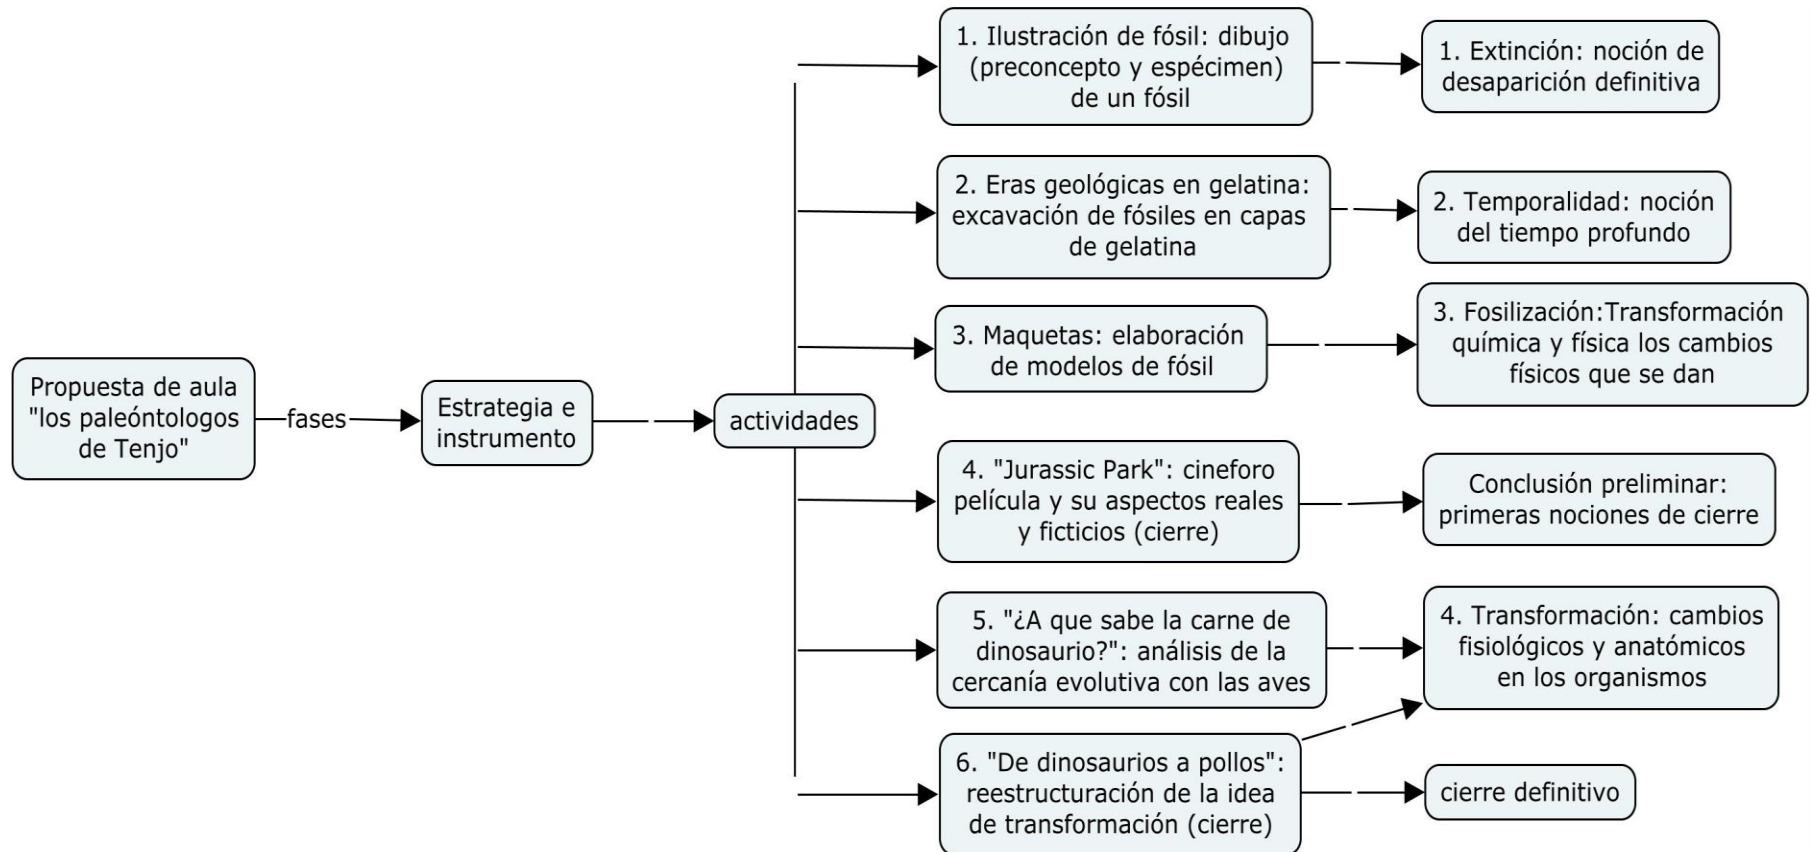 Propuesta de aula
"los paleóntologos
de Tenjo"
fases
Estrategia e
instrumento
actividades
1. Ilustración de fósil: dibujo
(preconcepto y espécimen)
de un fósil
1. Extinción: noción de
desaparición definitiva
2. Eras geológicas en gelatina:
excavación de fósiles en capas
de gelatina
2. Temporalidad: noción
del tiempo profundo
3. Maquetas: elaboración
de modelos de fósil
3. Fosilización:Transformación
química y física los cambios
físicos que se dan
4. "Jurassic Park": cineforo
película y su aspectos reales
y ficticios (cierre)
Conclusión preliminar:
primeras nociones de cierre
5. "¿A que sabe la carne de
dinosaurio?": análisis de la
cercanía evolutiva con las aves
4. Transformación: cambios
fisiológicos y anatómicos
en los organismos
6. "De dinosaurios a pollos":
reestructuración de la idea
de transformación (cierre)
cierre definitivo